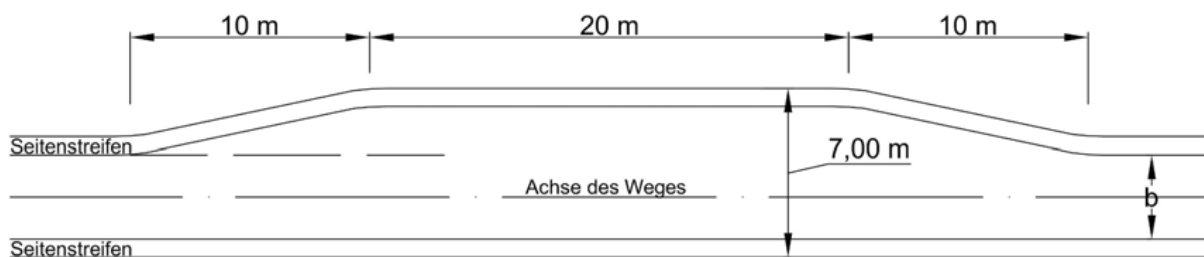 10 m
20 m
10 m
Seitenstreifen
7,00 m
Achse des Weges
b
Seitenstreifen